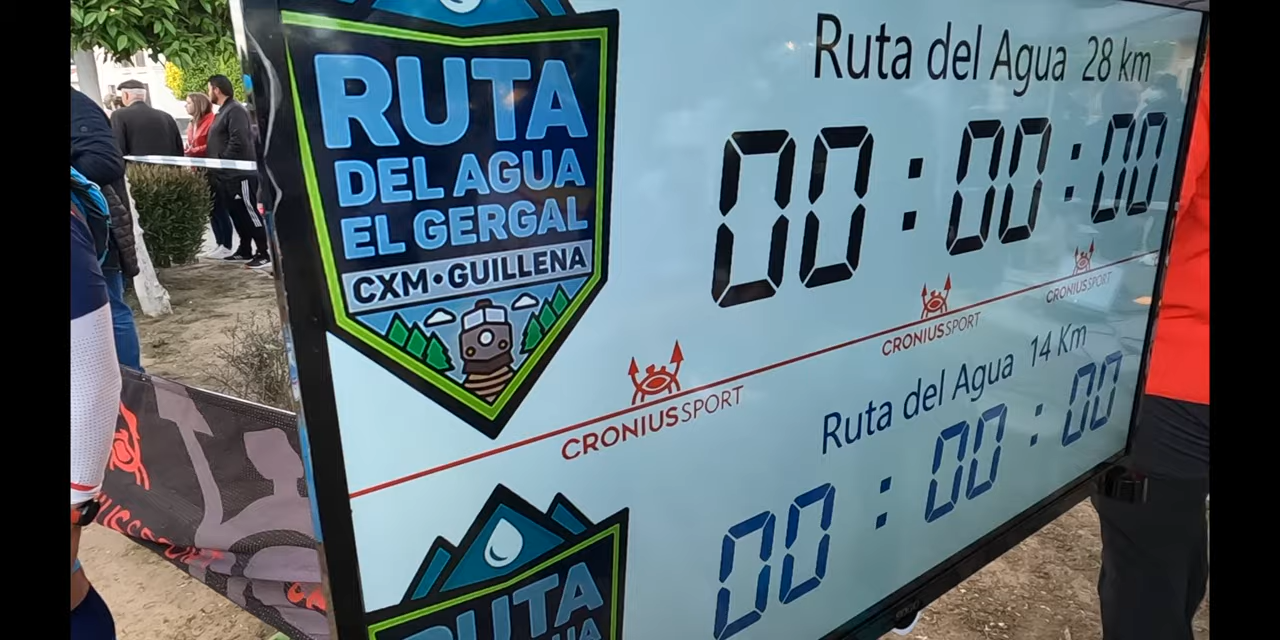 RUTA
DEL AGUA
EL GERGAL
CXM·GUILLENA
Ruta del Agua 28 km
00:00:00
CRONIUSSPORT
CRONIUSSPORT
CRONIUSSPORT
Ruta del Agua 14 Km
00:00:00
RUTA